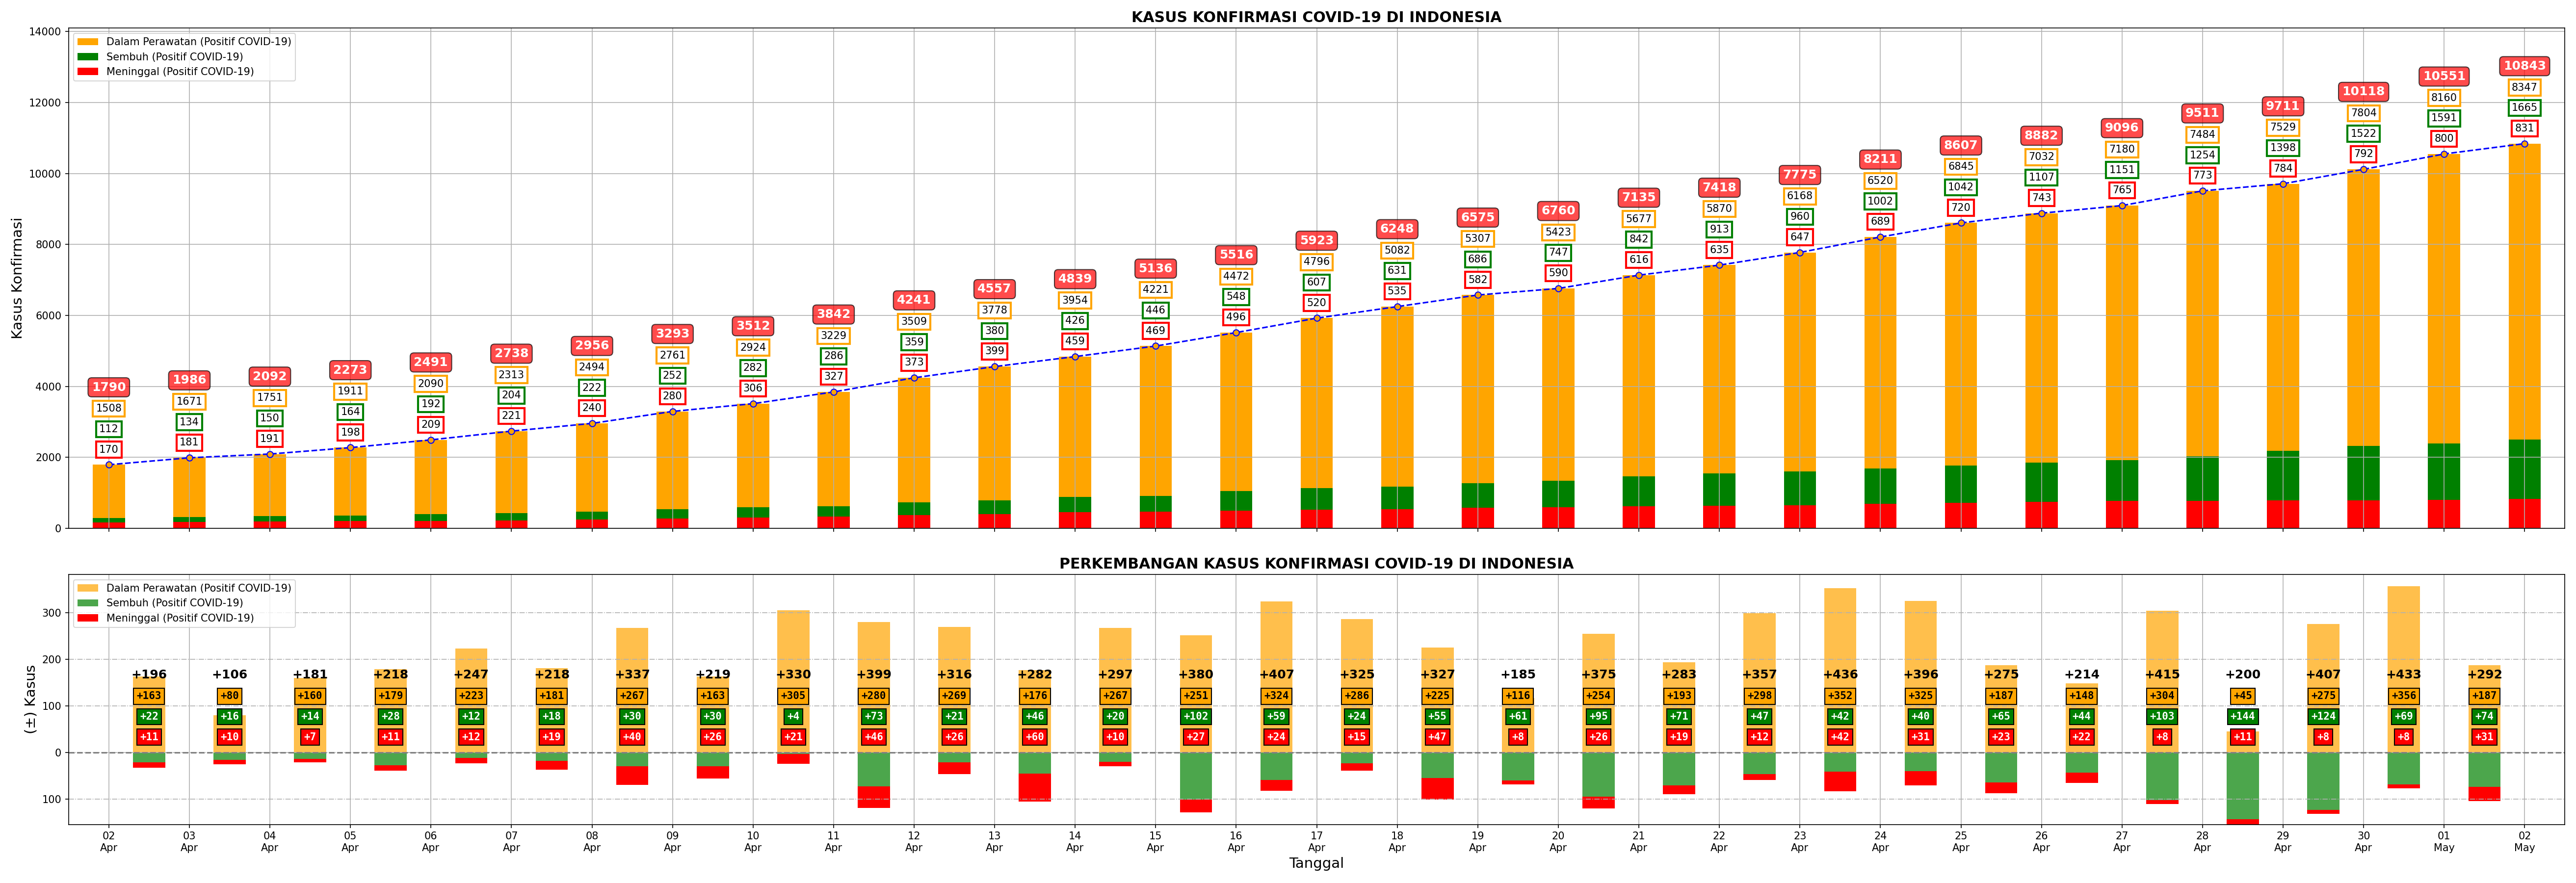 KASUS KONFIRMASI COVID-19 DI INDONESIA
Dalam Perawatan (Positif COVID-19)
Sembuh (Positif COVID-19)
Meninggal (Positif COVID-19)
Kasus Konfirmasi
14000
12000
10000
8000
6000
4000
2000
0
1790 1986 2092 2273 2491 2738 2956 3293 3512 3842 4241 4557 4839 5136 5516 5923 6248 6575 6760 7135 7418 7775 8211 8607 8882 9096 9511 9711 10118 10551 10843
1508 1671 1751 1911 2090 2313 2494 2761 2924 3229 3509 3778 3954 4221 4472 4796 5082 5307 5423 5677 5870 6168 6520 6845 7032 7180 7484 7529 7804 8160 8347
112 134 150 164 192 204 222 252 282 286 359 380 426 446 548 607 631 686 747 842 913 960 1002 1042 1107 1151 1254 1398 1522 1591 1665
170 181 191 198 209 221 240 280 306 327 373 399 459 469 496 520 535 582 590 616 635 647 689 720 743 765 773 784 792 800 831
PERKEMBANGAN KASUS KONFIRMASI COVID-19 DI INDONESIA
Dalam Perawatan (Positif COVID-19)
Sembuh (Positif COVID-19)
Meninggal (Positif COVID-19)
(±) Kasus
300
200
100
0
100
+196 +106 +181 +218 +247 +218 +337 +219 +330 +399 +316 +282 +297 +380 +407 +325 +327 +185 +375 +283 +357 +436 +396 +275 +214 +415 +200 +407 +433 +292
+163 +80 +160 +179 +223 +181 +267 +163 +305 +280 +269 +176 +267 +251 +324 +286 +225 +116 +254 +193 +298 +352 +325 +187 +148 +304 +45 +275 +356 +187
+22 +16 +14 +28 +12 +18 +30 +30 +4 +73 +21 +46 +20 +102 +59 +24 +55 +61 +95 +71 +47 +42 +40 +65 +44 +103 +144 +124 +69 +74
+11 +10 +7 +11 +12 +19 +40 +26 +21 +46 +26 +60 +10 +27 +24 +15 +47 +8 +26 +19 +12 +42 +31 +23 +22 +8 +11 +8 +8 +31
02 03 04 05 06 07 08 09 10 11 12 13 14 15 16 17 18 19 20 21 22 23 24 25 26 27 28 29 30 01 02
Apr Apr Apr Apr Apr Apr Apr Apr Apr Apr Apr Apr Apr Apr Apr Apr Apr Apr Apr Apr Apr Apr Apr Apr Apr Apr Apr Apr Apr May May
Tanggal